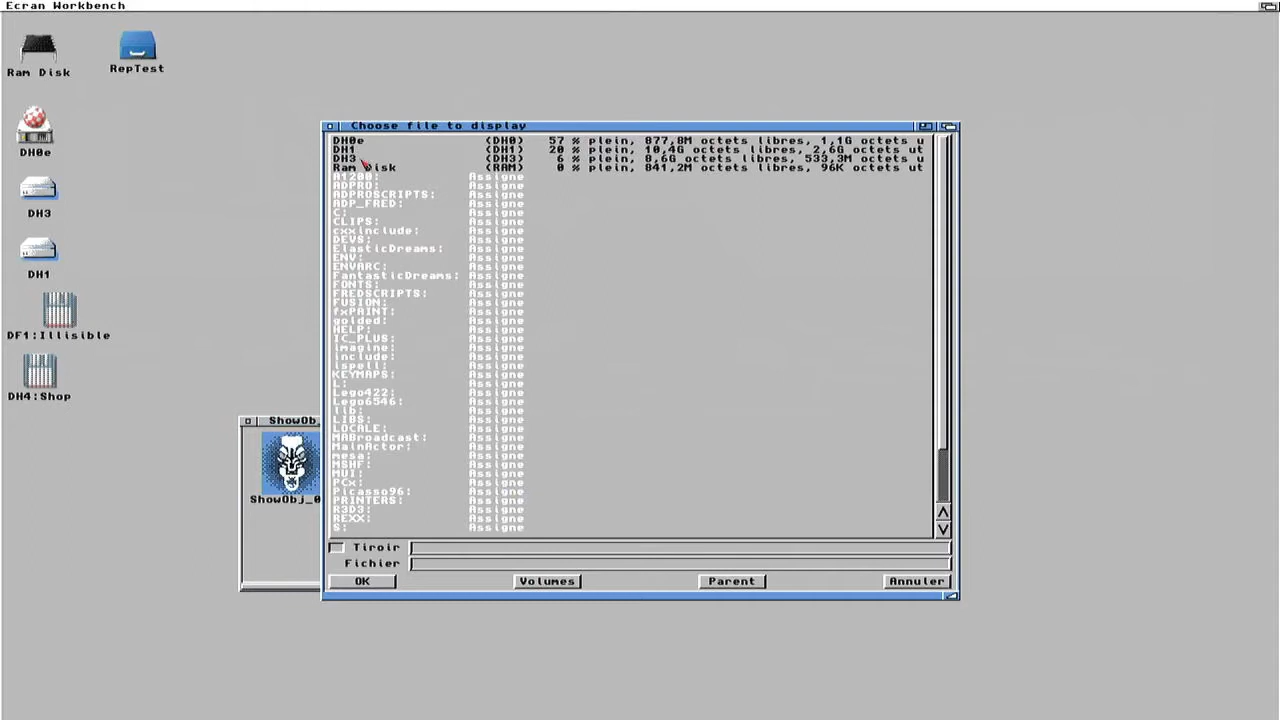 Ecran Workbench
Ram Disk
RepTest
DH0e
DH3
DH1
DF1:Illisible
DH4:Shop
ShowOb
ShowObj_0
Choose file to display
DH0e (DH0) 57 % plein, 877,8M octets libres, 1,1G octets u
DH1 (DH1) 20 % plein, 10,4G octets libres, 2,6G octets ut
DH3 (DH3) 6 % plein, 8,6G octets libres, 533,3M octets u
Ram Disk (RAM) 0 % plein, 841,2M octets libres, 96K octets ut
A1200: Assigne
ADPRO: Assigne
ADPROSCRIPTS: Assigne
ADP_FRED: Assigne
C: Assigne
CLIPS: Assigne
cxxinclude: Assigne
DEVS: Assigne
ElasticDreams: Assigne
ENV: Assigne
ENVARC: Assigne
FantasticDreams: Assigne
FONTS: Assigne
FREDSCRIPTS: Assigne
FUSION: Assigne
fxPAINT: Assigne
golded: Assigne
HELP: Assigne
IC_PLUS: Assigne
imagine: Assigne
include: Assigne
ispell: Assigne
KEYMAPS: Assigne
L: Assigne
Lego422: Assigne
Lego6546: Assigne
lib: Assigne
LIBS: Assigne
LOCALE: Assigne
MABroadcast: Assigne
MainActor: Assigne
mesa: Assigne
MSHF: Assigne
MUI: Assigne
PCx: Assigne
Picasso96: Assigne
PRINTERS: Assigne
R3D3: Assigne
REXX: Assigne
S: Assigne
Tiroir
Fichier
OK Volumes Parent Annuler